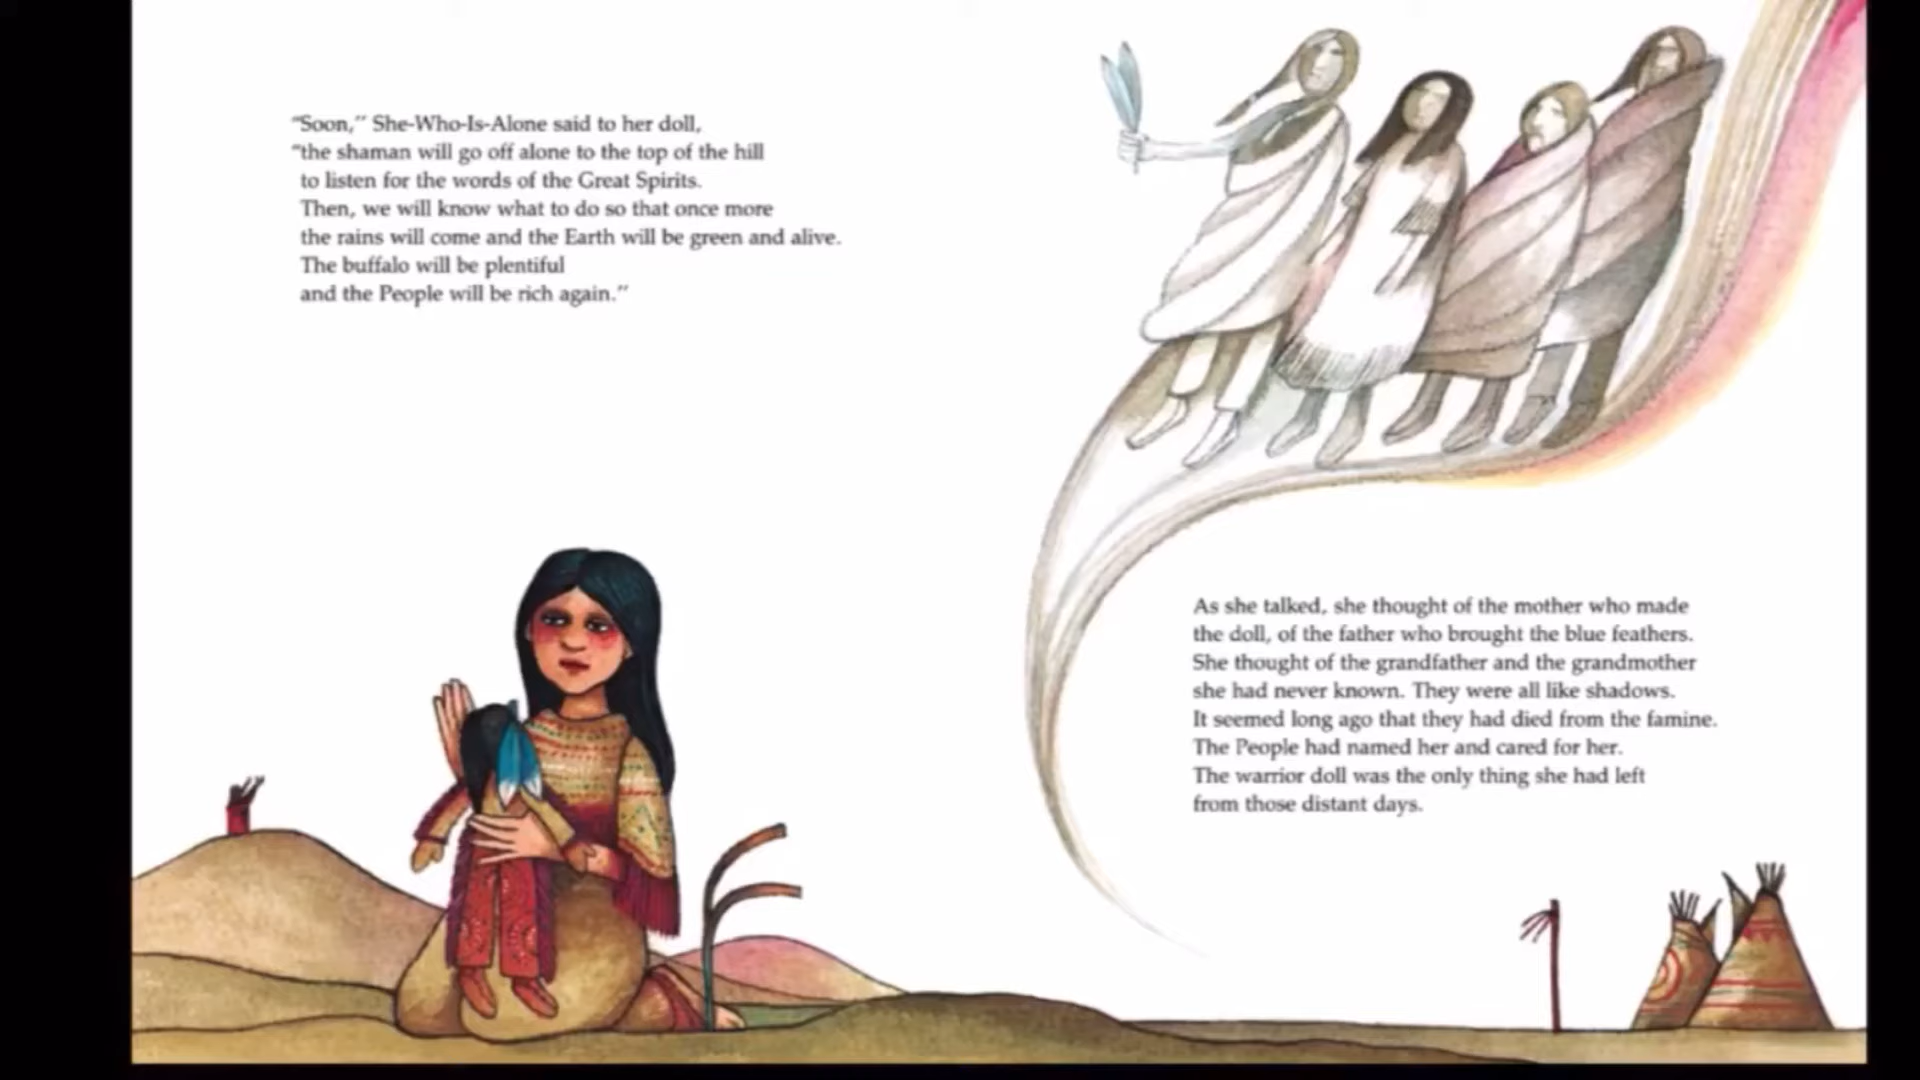 “Soon,” She-Who-Is-Alone said to her doll,
“the shaman will go off alone to the top of the hill
to listen for the words of the Great Spirits.
Then, we will know what to do so that once more
the rains will come and the Earth will be green and alive.
The buffalo will be plentiful
and the People will be rich again.”
As she talked, she thought of the mother who made
the doll, of the father who brought the blue feathers.
She thought of the grandfather and the grandmother
she had never known. They were all like shadows.
It seemed long ago that they had died from the famine.
The People had named her and cared for her.
The warrior doll was the only thing she had left
from those distant days.